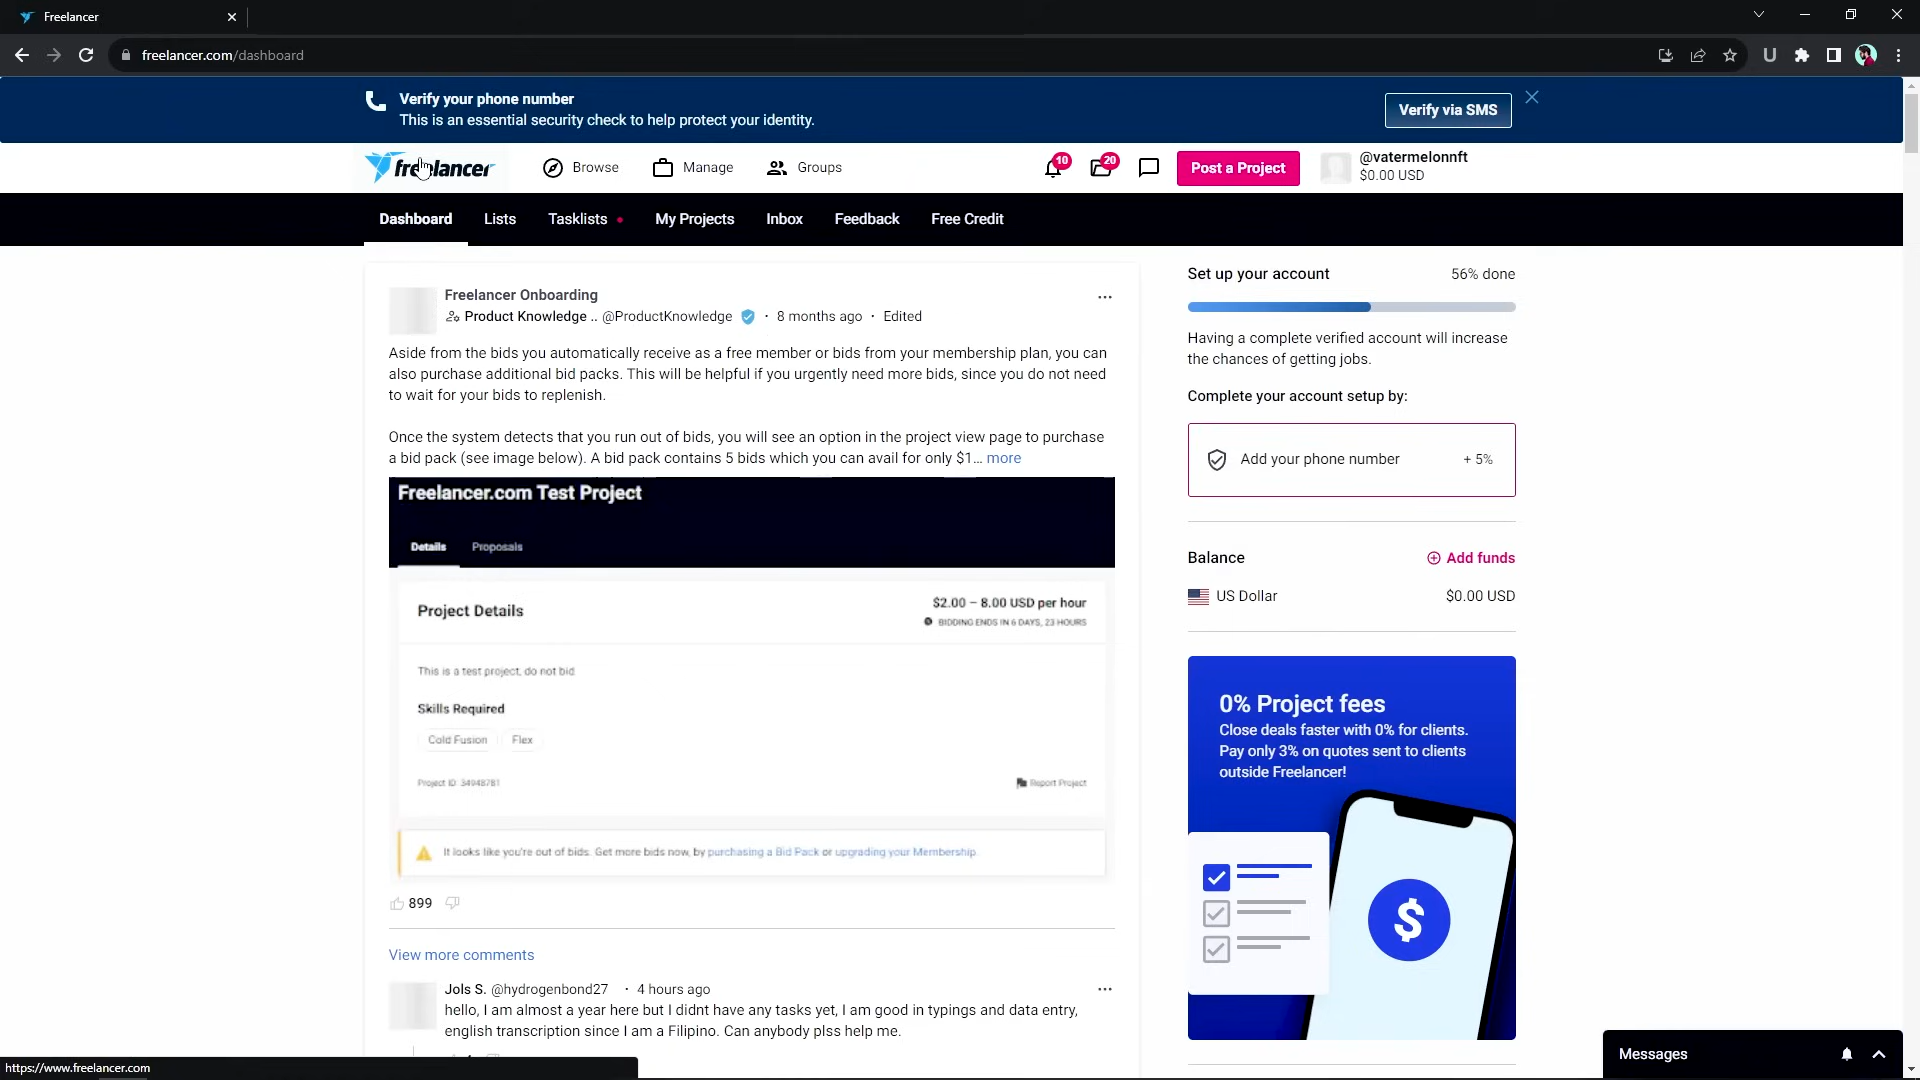 Freelancer
freelancer.com/dashboard
U
Verify your phone number
This is an essential security check to help protect your identity.
Verify via SMS
freelancer
Browse
Manage
Groups
10
20
Post a Project
@vatermelonnft
$0.00 USD
Dashboard
Lists
Tasklists
My Projects
Inbox
Feedback
Free Credit
Freelancer Onboarding
Product Knowledge .. @ProductKnowledge · 8 months ago · Edited
Aside from the bids you automatically receive as a free member or bids from your membership plan, you can
also purchase additional bid packs. This will be helpful if you urgently need more bids, since you do not need
to wait for your bids to replenish.
Once the system detects that you run out of bids, you will see an option in the project view page to purchase
a bid pack (see image below). A bid pack contains 5 bids which you can avail for only $1... more
Freelancer.com Test Project
Details
Proposals
Project Details
$2.00 – 8.00 USD per hour
BIDDING ENDS IN 6 DAYS, 23 HOURS
This is a test project, do not bid
Skills Required
Cold Fusion
Flex
Project ID: 34948781
Report Project
It looks like you're out of bids. Get more bids now, by purchasing a Bid Pack or upgrading your Membership.
899
View more comments
Jols S. @hydrogenbond27 · 4 hours ago
hello, I am almost a year here but I didnt have any tasks yet, I am good in typings and data entry,
english transcription since I am a Filipino. Can anybody plss help me.
Set up your account
56% done
Having a complete verified account will increase
the chances of getting jobs.
Complete your account setup by:
Add your phone number
+ 5%
Balance
Add funds
US Dollar
$0.00 USD
0% Project fees
Close deals faster with 0% for clients.
Pay only 3% on quotes sent to clients
outside Freelancer!
$
Messages
https://www.freelancer.com